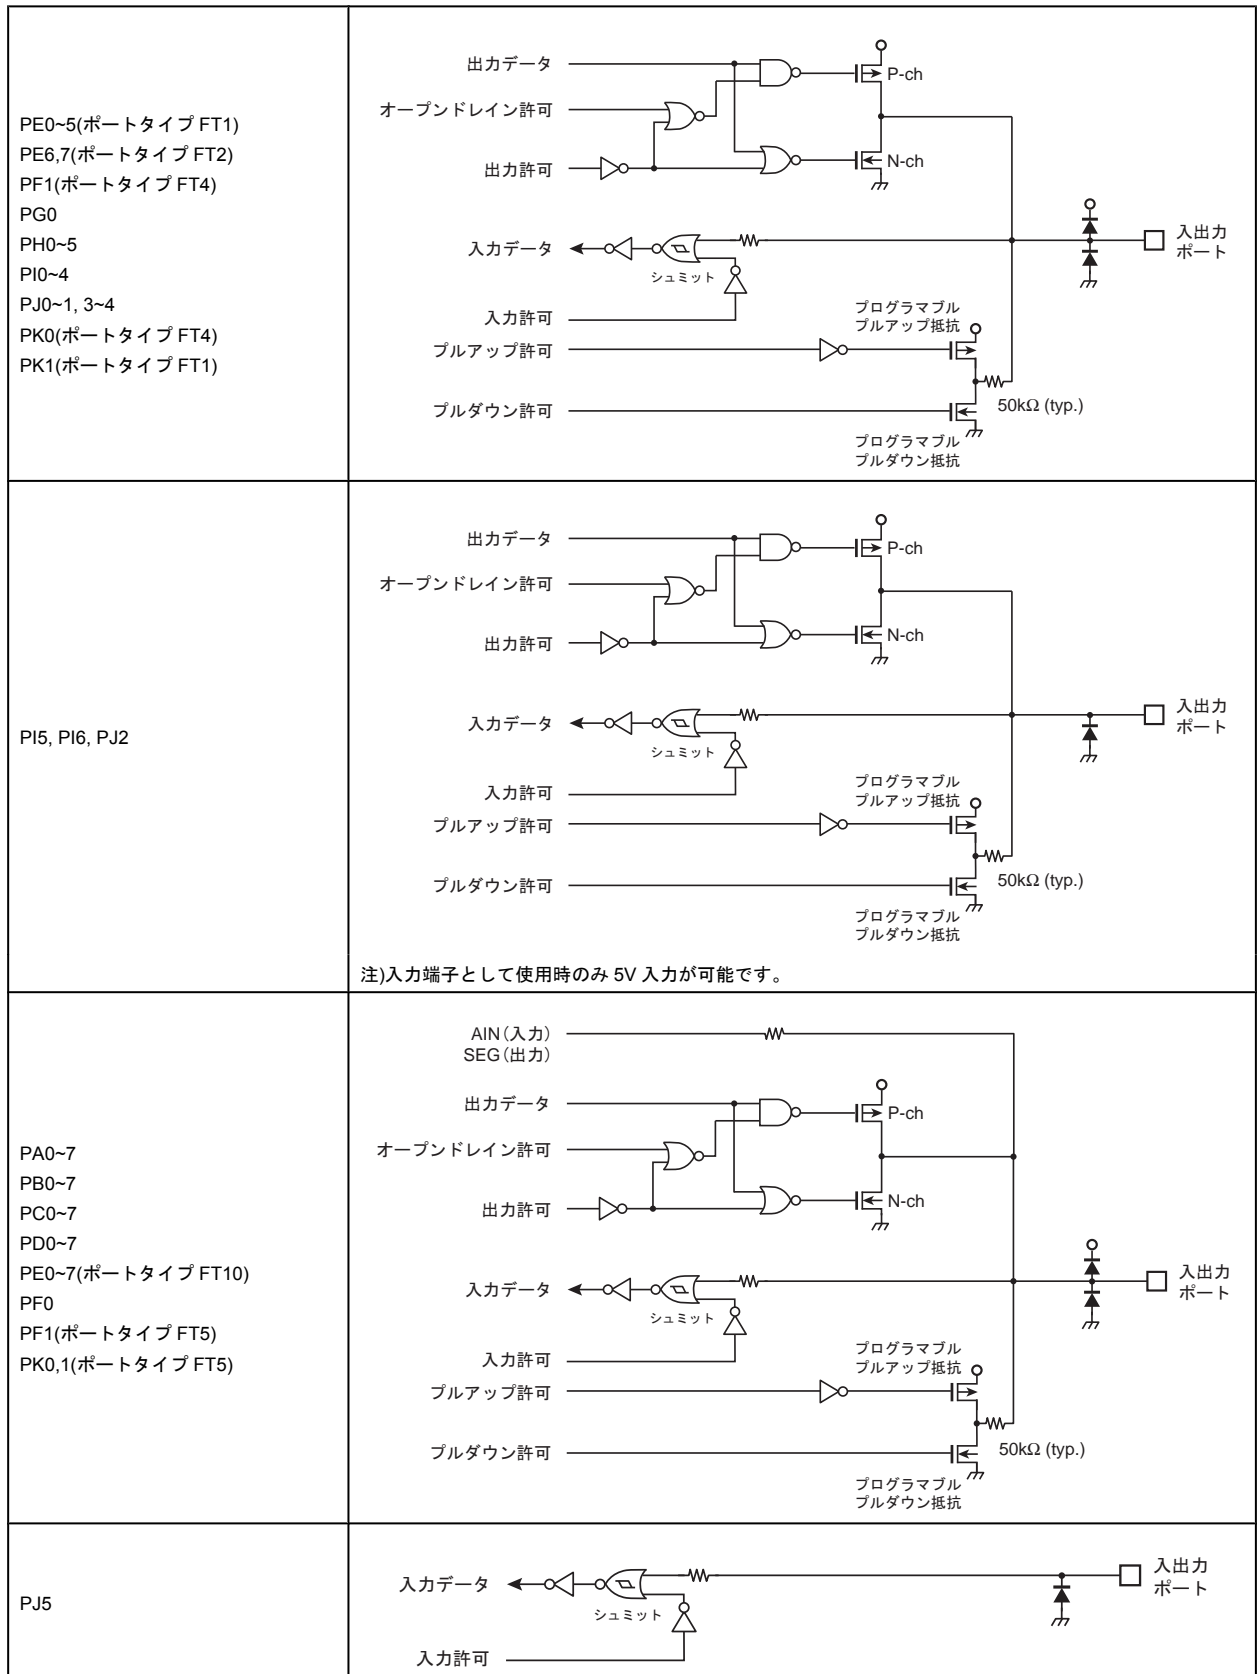 PE0~5(ポートタイプ FT1)
PE6,7(ポートタイプ FT2)
PF1(ポートタイプ FT4)
PG0
PH0~5
PI0~4
PJ0~1, 3~4
PK0(ポートタイプ FT4)
PK1(ポートタイプ FT1)
出力データ
P-ch
オープンドレイン許可
出力許可
N-ch
入力データ
シュミット
入出力
ポート
入力許可
プログラマブル
プルアップ抵抗
プルアップ許可
プルダウン許可
50kΩ (typ.)
プログラマブル
プルダウン抵抗
PI5, PI6, PJ2
出力データ
P-ch
オープンドレイン許可
出力許可
N-ch
入力データ
シュミット
入出力
ポート
入力許可
プログラマブル
プルアップ抵抗
プルアップ許可
プルダウン許可
50kΩ (typ.)
プログラマブル
プルダウン抵抗
注)入力端子として使用時のみ 5V 入力が可能です。
PA0~7
PB0~7
PC0~7
PD0~7
PE0~7(ポートタイプ FT10)
PF0
PF1(ポートタイプ FT5)
PK0,1(ポートタイプ FT5)
AIN(入力)
SEG(出力)
出力データ
P-ch
オープンドレイン許可
出力許可
N-ch
入力データ
シュミット
入出力
ポート
入力許可
プログラマブル
プルアップ抵抗
プルアップ許可
プルダウン許可
50kΩ (typ.)
プログラマブル
プルダウン抵抗
PJ5
入力データ
シュミット
入出力
ポート
入力許可